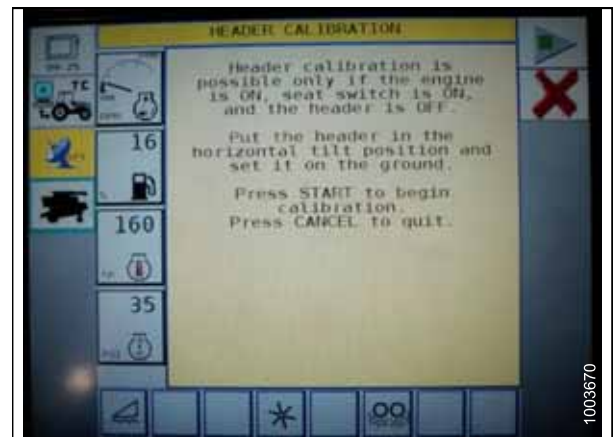 HEADER CALIBRATION
Header calibration is
possible only if the engine
is ON, seat switch is ON,
and the header is OFF.
Put the header in the
horizontal tilt position and
set it on the ground.
Press START to begin
calibration.
Press CANCEL to quit.
TC
16
160
35
PSI
1003670